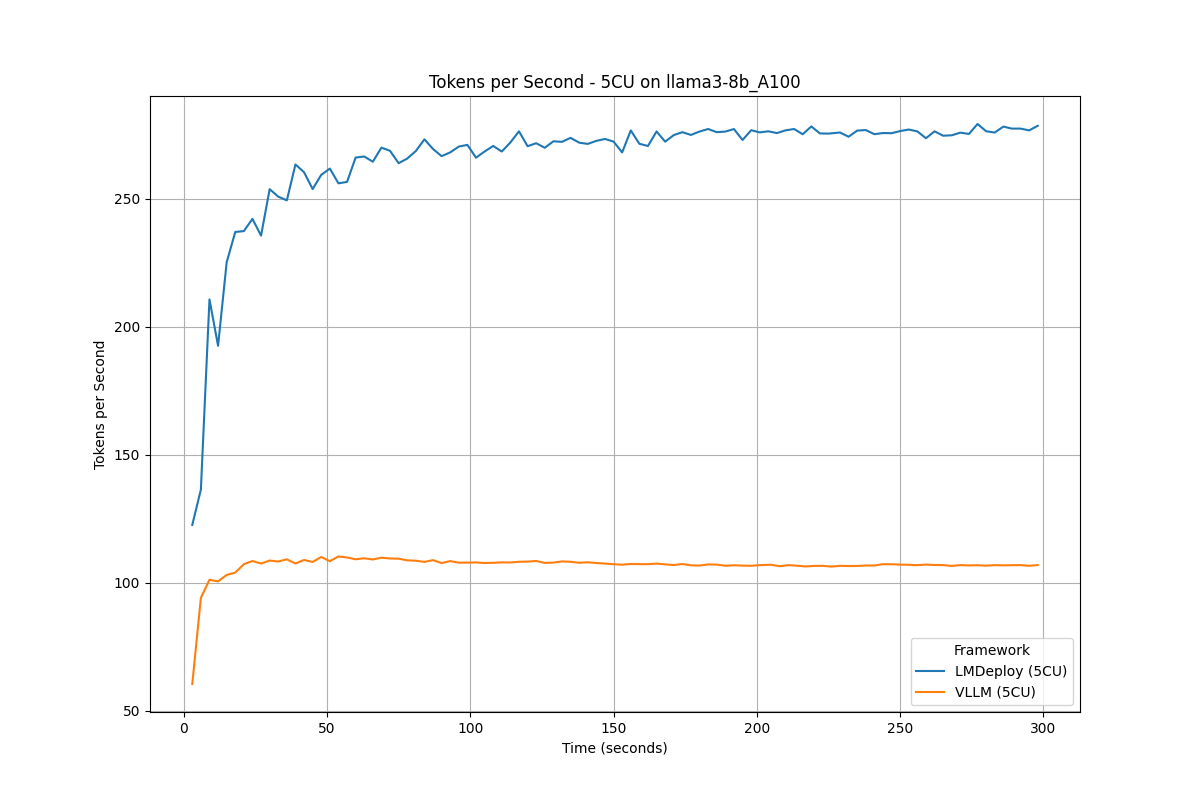 Tokens per Second - 5CU on llama3-8b_A100
Tokens per Second
250
200
150
100
50
0
50
100
150
200
250
300
Time (seconds)
Framework
LMDeploy (5CU)
VLLM (5CU)